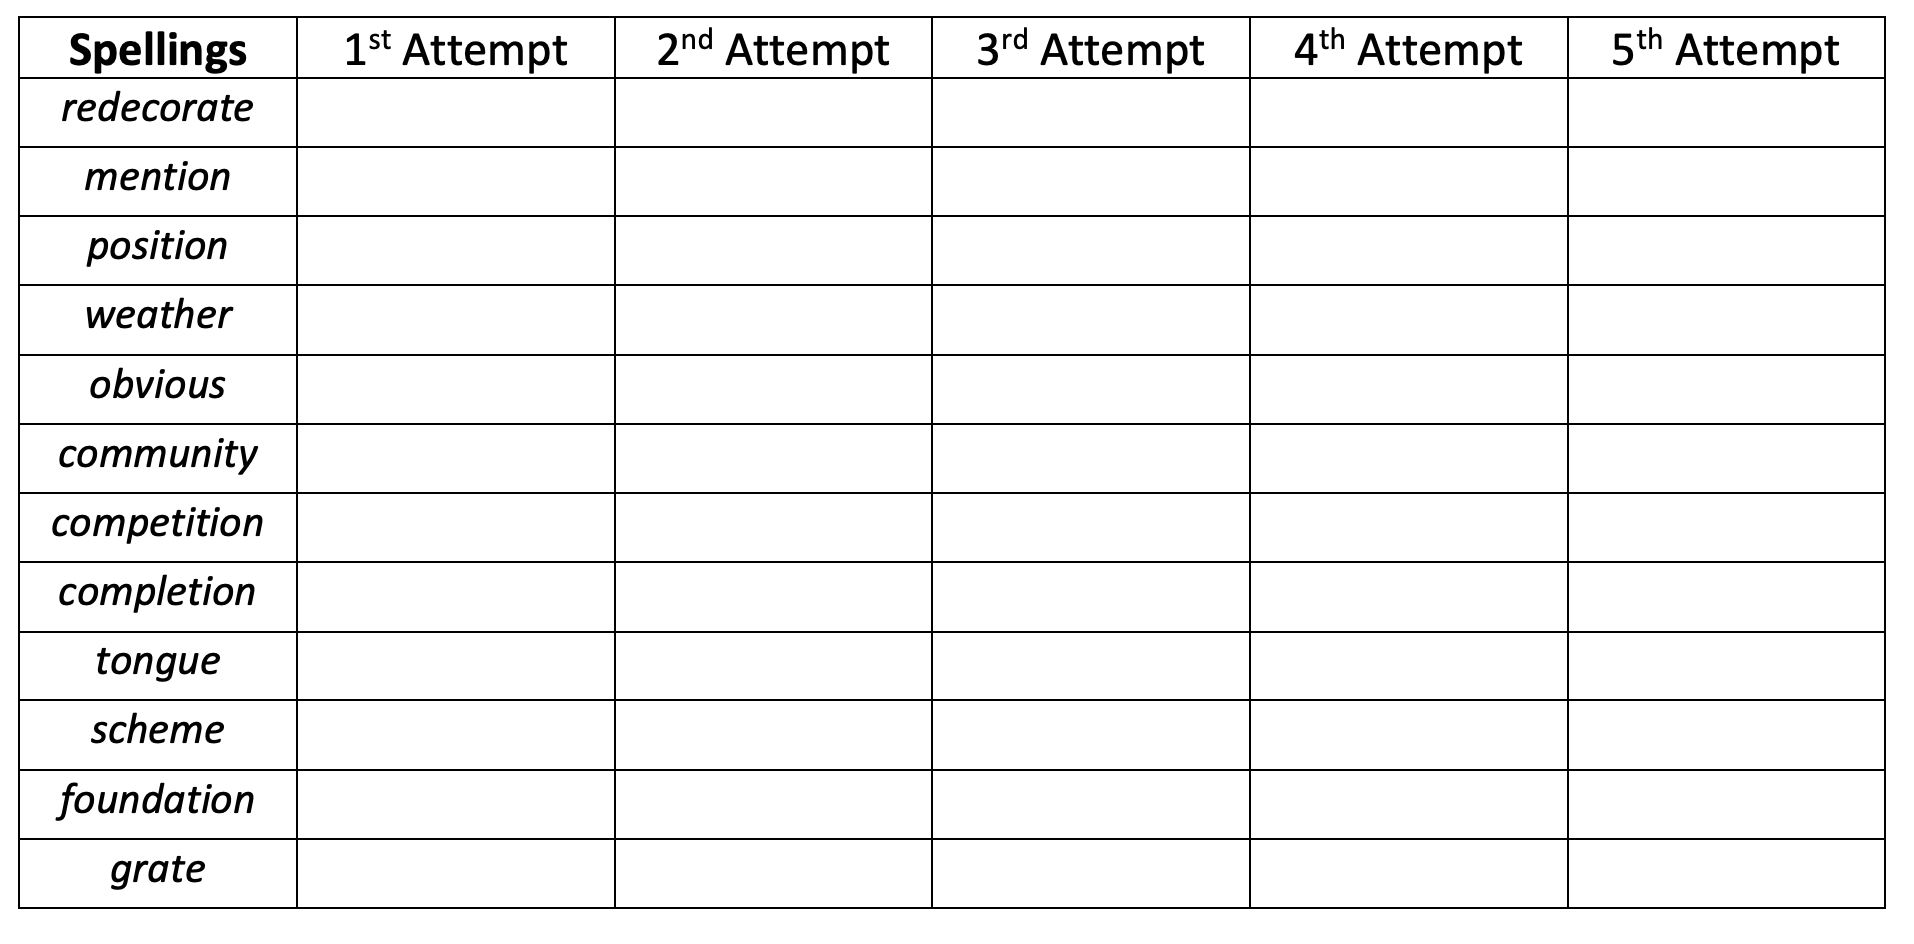 Spellings 1st Attempt 2nd Attempt 3rd Attempt 4th Attempt 5th Attempt
redecorate
mention
position
weather
obvious
community
competition
completion
tongue
scheme
foundation
grate